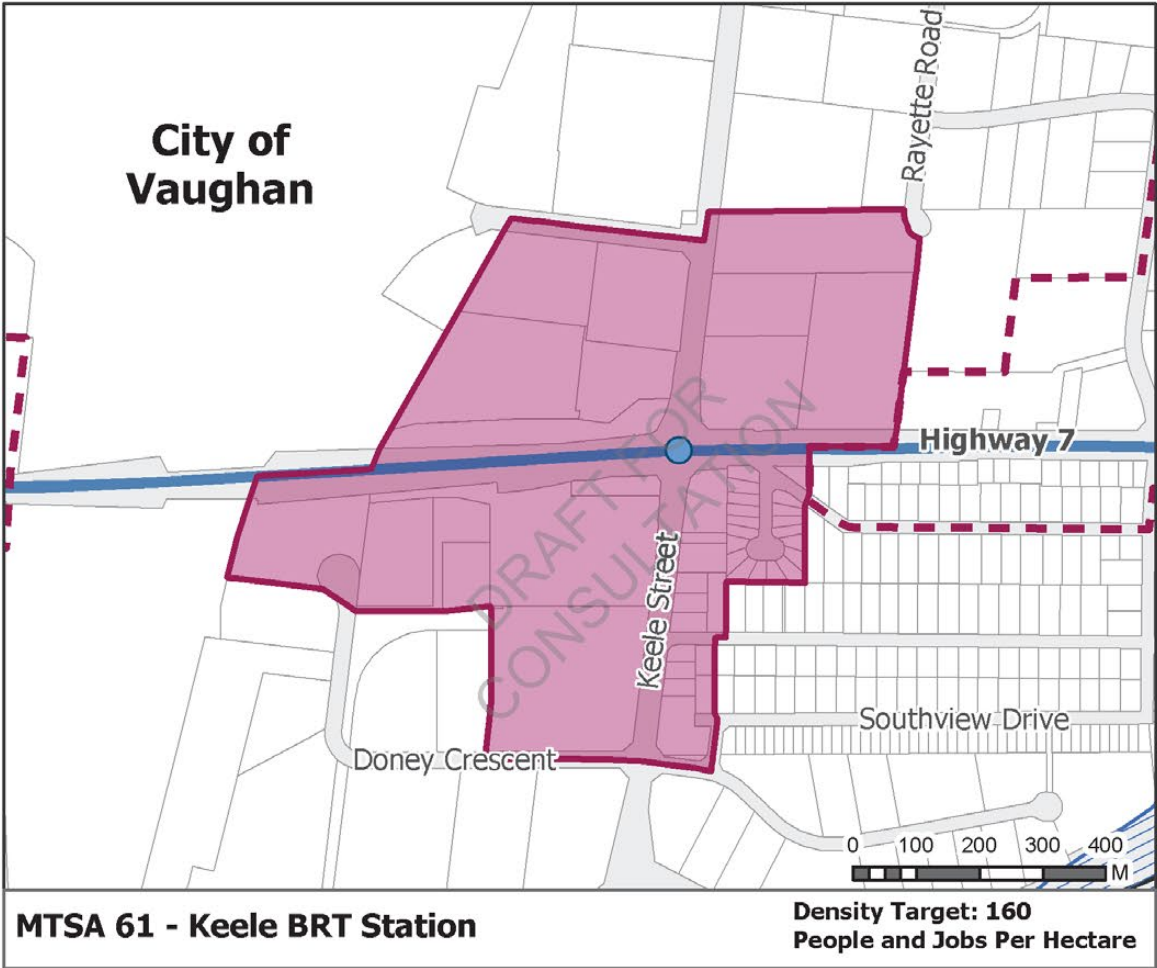 Rayette Road
City of
Vaughan
DRAFT FOR
CONSULTATION
Highway 7
Keele Street
Southview Drive
Doney Crescent
0 100 200 300 400
M
MTSA 61 - Keele BRT Station
Density Target: 160
People and Jobs Per Hectare